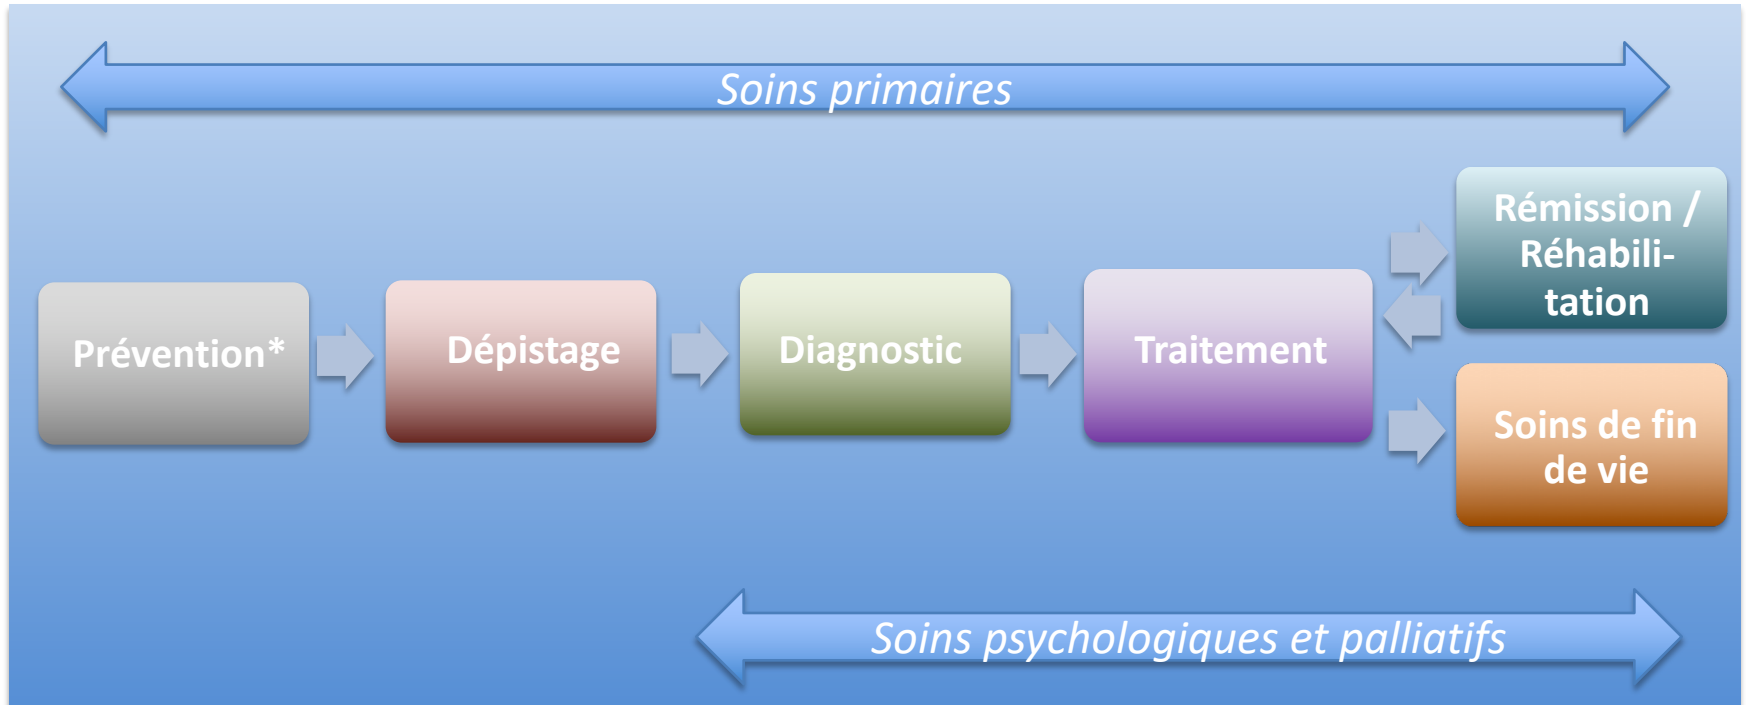 Soins primaires
Prévention*
Dépistage
Diagnostic
Traitement
Rémission /
Réhabili-
tation
Soins de fin
de vie
Soins psychologiques et palliatifs